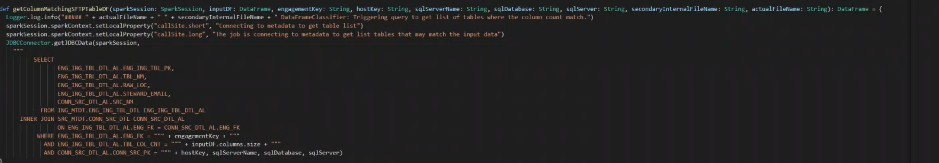 def getColumnMatchingSFTPTableDF(sparkSession: SparkSession, inputDF: DataFrame, engagementKey: String, hostKey: String, sqlServerName: String, sqlDatabase: String, sqlServer: String, secondaryInternalFileName: String, actualFileName: String): DataFrame = {
logger.log.info("##### " + actualFileName + " " + secondaryInternalFileName + " DataFrameClassifier: Triggering query to get list of tables where the column count match.")
sparkSession.sparkContext.setLocalProperty("callSite.short", "Connecting to metadata to get table list")
sparkSession.sparkContext.setLocalProperty("callSite.long", "The job is connecting to metadata to get list tables that may match the input data")
JDBCConnector.getJDBCData(sparkSession,
"""
SELECT
ENG_ING_TBL_DTL_AL.ENG_ING_TBL_PK,
ENG_ING_TBL_DTL_AL.TBL_NM,
ENG_ING_TBL_DTL_AL.RAW_LOC,
ENG_ING_TBL_DTL_AL.STEWARD_EMAIL,
CONN_SRC_DTL_AL.SRC_NM
FROM ING_MTDT.ENG_ING_TBL_DTL ENG_ING_TBL_DTL_AL
INNER JOIN SRC_MTDT.CONN_SRC_DTL CONN_SRC_DTL_AL
ON ENG_ING_TBL_DTL_AL.ENG_FK = CONN_SRC_DTL_AL.ENG_FK
WHERE ENG_ING_TBL_DTL_AL.ENG_FK = """ + engagementKey + """
AND ENG_ING_TBL_DTL_AL.TBL_COL_CNT = """ + inputDF.columns.size + """
AND CONN_SRC_DTL_AL.CONN_SRC_PK = """ + hostKey, sqlServerName, sqlDatabase, sqlServer)